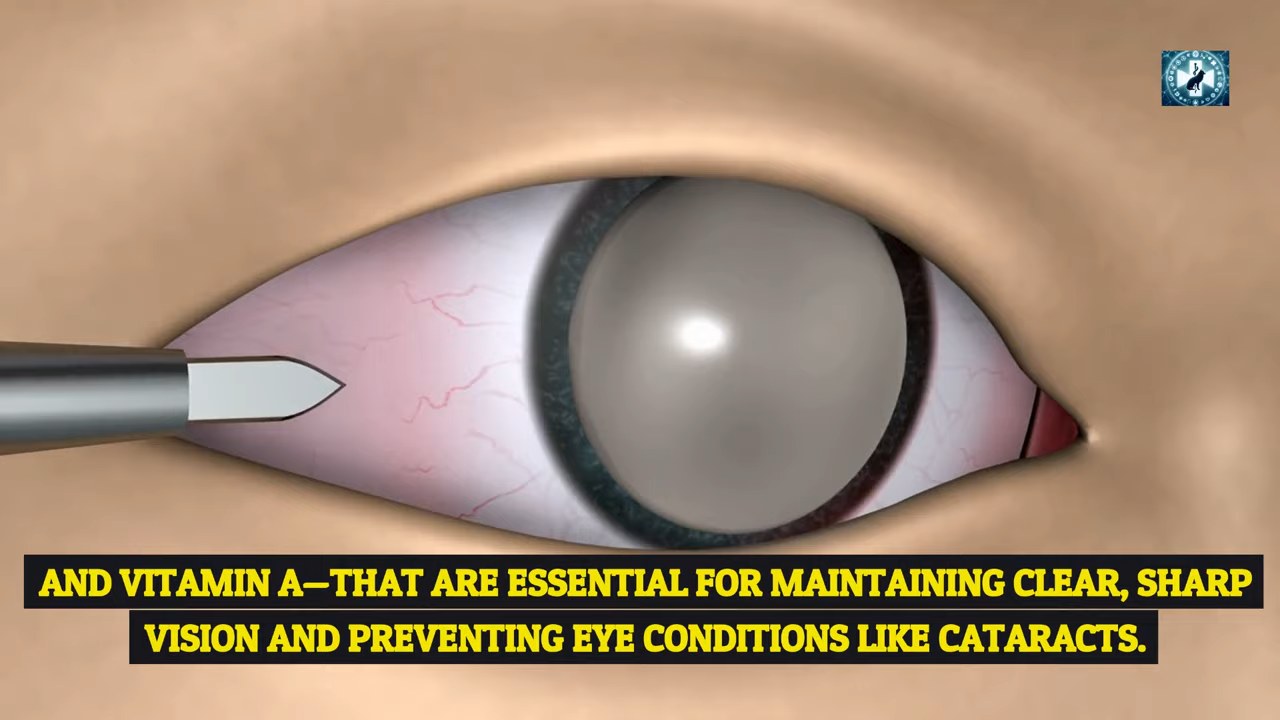 AND VITAMIN A—THAT ARE ESSENTIAL FOR MAINTAINING CLEAR, SHARP
VISION AND PREVENTING EYE CONDITIONS LIKE CATARACTS.